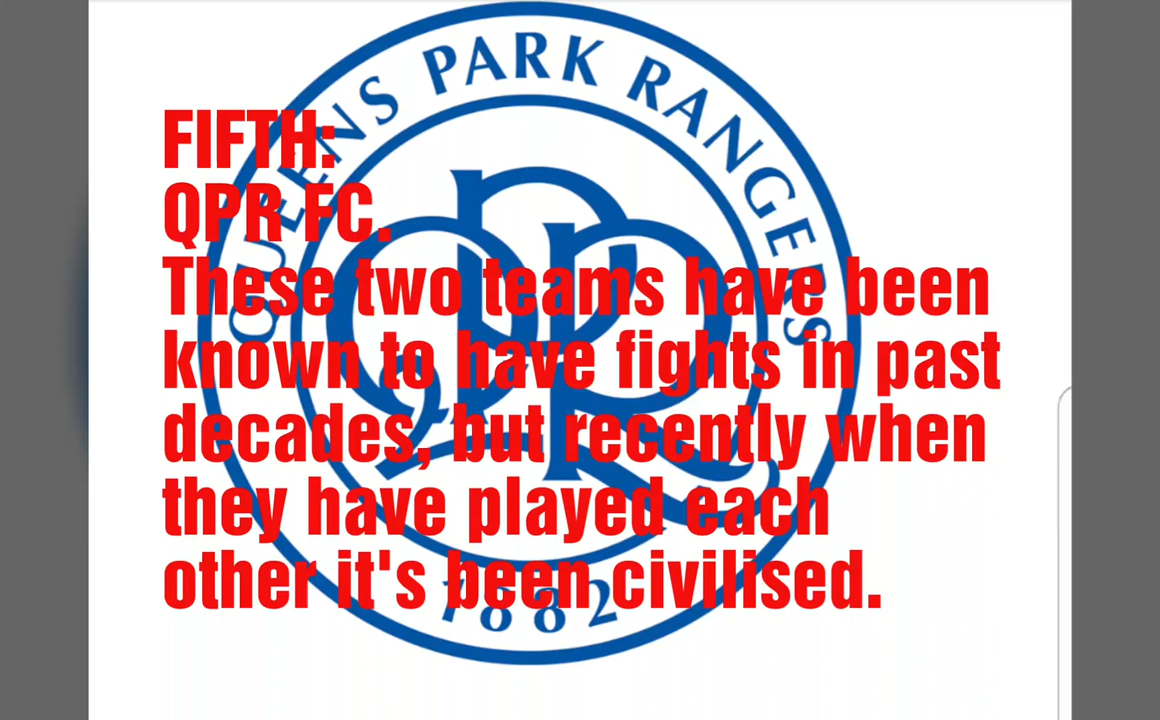 QUEENS PARK RANGERS
FIFTH:
QPR FC.
These two teams have been
known to have fights in past
decades, but recently when
they have played each
other it's been civilised.
1882